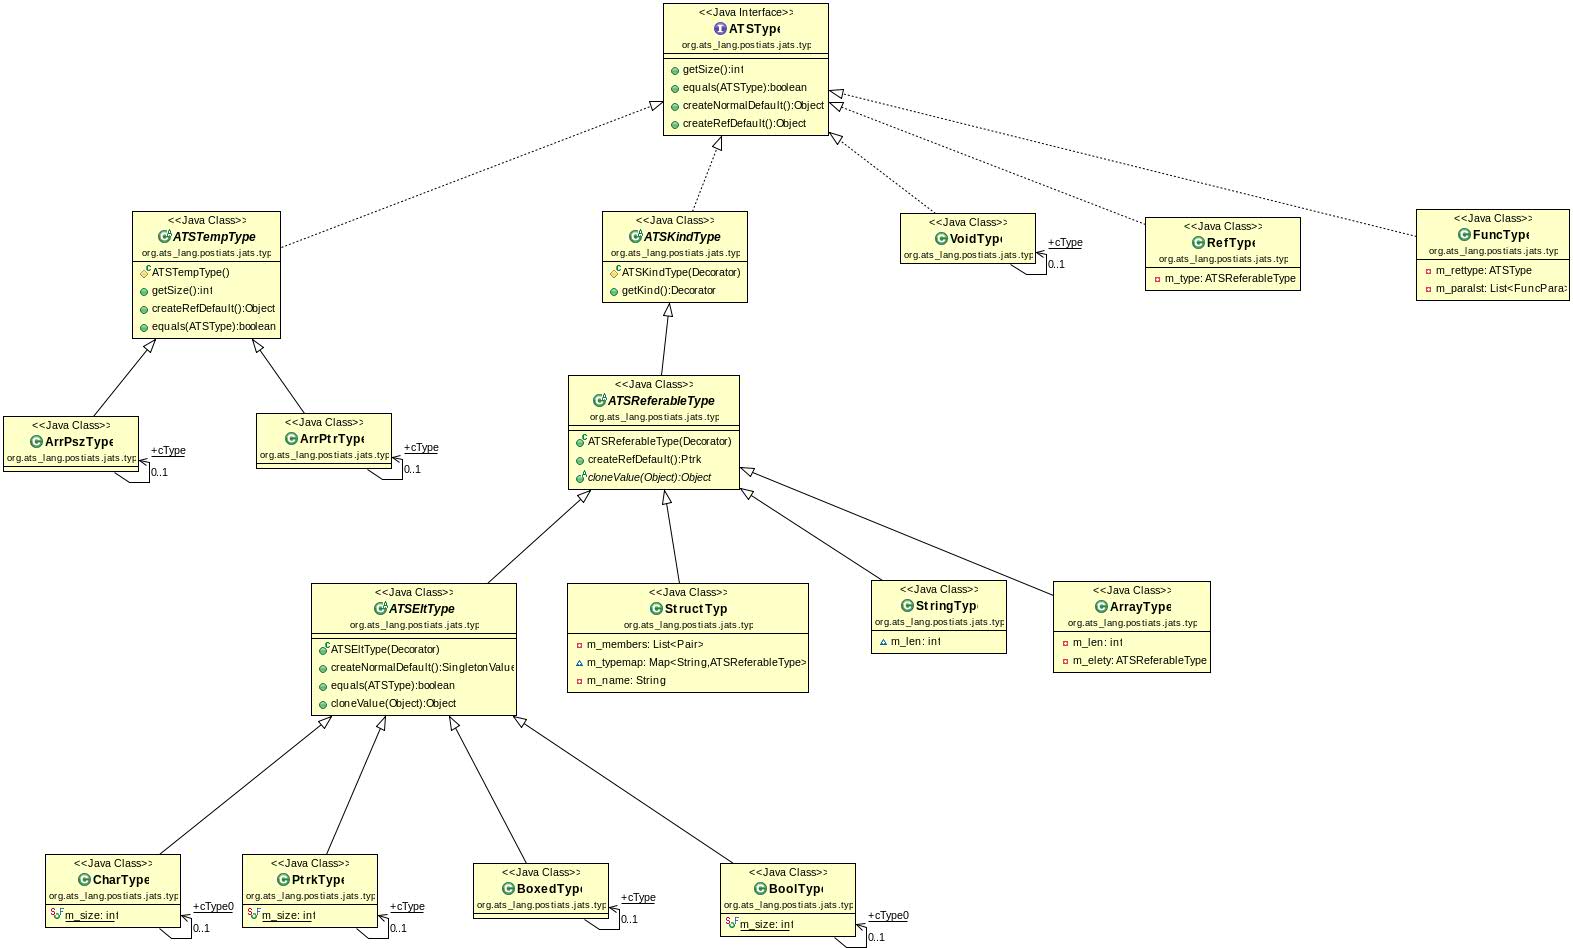 <<Java Interface>>
ATSType
org.ats_lang.postiats.jats.typ
getSize():int
equals(ATSType):boolean
createNormalDefault():Object
createRefDefault():Object
<<Java Class>>
ATSTempType
org.ats_lang.postiats.jats.typ
ATSTempType()
getSize():int
createRefDefault():Object
equals(ATSType):boolean
<<Java Class>>
ATSKindType
org.ats_lang.postiats.jats.typ
ATSKindType(Decorator)
getKind():Decorator
<<Java Class>>
VoidType
org.ats_lang.postiats.jats.typ
+cType
0..1
<<Java Class>>
RefType
org.ats_lang.postiats.jats.typ
m_type: ATSReferableType
<<Java Class>>
FuncType
org.ats_lang.postiats.jats.typ
m_rettype: ATSType
m_paralst: List<FuncPara>
<<Java Class>>
ArrPszType
org.ats_lang.postiats.jats.typ
+cType
0..1
<<Java Class>>
ArrPtrType
org.ats_lang.postiats.jats.typ
+cType
0..1
<<Java Class>>
ATSReferableType
org.ats_lang.postiats.jats.typ
ATSReferableType(Decorator)
createRefDefault():Ptrk
cloneValue(Object):Object
<<Java Class>>
ATSEltType
org.ats_lang.postiats.jats.typ
ATSEltType(Decorator)
createNormalDefault():SingletonValue
equals(ATSType):boolean
cloneValue(Object):Object
<<Java Class>>
StructTyp
org.ats_lang.postiats.jats.typ
m_members: List<Pair>
m_typemap: Map<String,ATSReferableType>
m_name: String
<<Java Class>>
StringTyp
org.ats_lang.postiats.jats.typ
m_len: int
<<Java Class>>
ArrayType
org.ats_lang.postiats.jats.typ
m_len: int
m_elety: ATSReferableType
<<Java Class>>
CharType
org.ats_lang.postiats.jats.typ
m_size: int
+cType0
0..1
<<Java Class>>
PtrkType
org.ats_lang.postiats.jats.typ
m_size: int
+cType
0..1
<<Java Class>>
BoxedType
org.ats_lang.postiats.jats.typ
+cType
0..1
<<Java Class>>
BoolType
org.ats_lang.postiats.jats.typ
m_size: int
+cType0
0..1